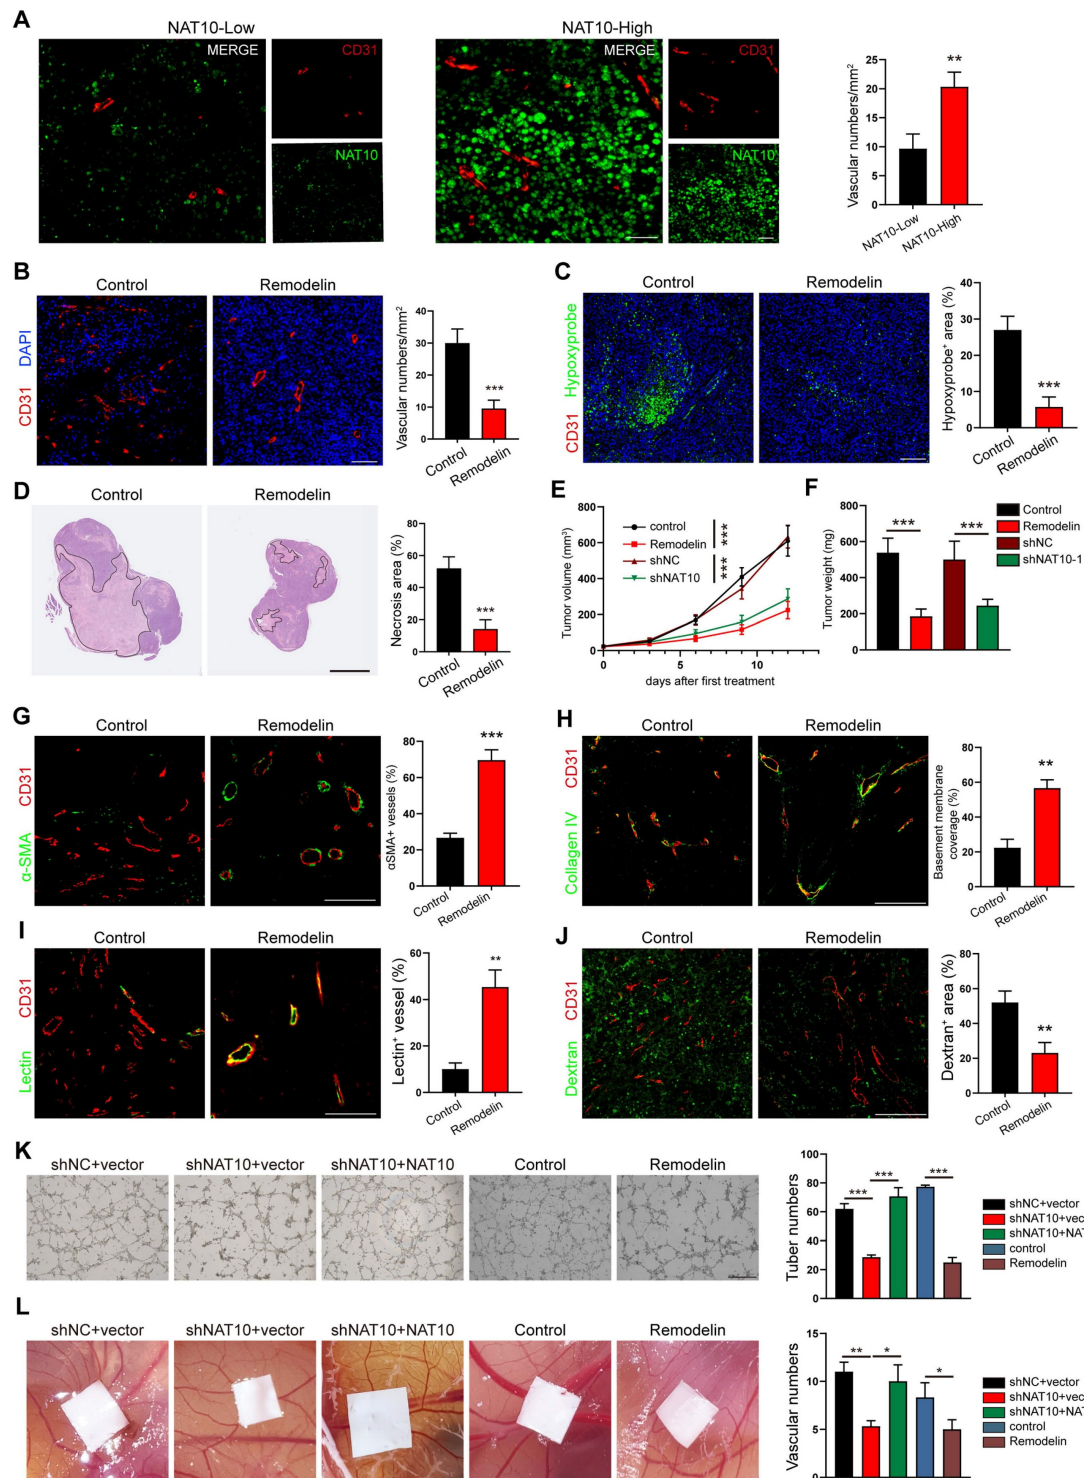 A
NAT10-Low
NAT10-High
MERGE
CD31
NAT10
MERGE
CD31
NAT10
Vascular numbers/mm²
25
20
15
10
5
0
**
NAT10-Low
NAT10-High
B
Control
Remodelin
CD31 DAPI
Vascular numbers/mm²
40
30
20
10
0
***
Control
Remodelin
C
Control
Remodelin
CD31 Hypoxyprobe
Hypoxyprobe⁺ area (%)
40
30
20
10
0
***
Control
Remodelin
D
Control
Remodelin
Necrosis area (%)
80
60
40
20
0
***
Control
Remodelin
E
Tumor volume (mm³)
800
600
400
200
0
control
Remodelin
shNC
shNAT10
***
***
0
5
10
days after first treatment
F
Tumor weight (mg)
800
600
400
200
0
***
***
Control
Remodelin
shNC
shNAT10-1
G
Control
Remodelin
α-SMA CD31
αSMA+ vessels (%)
80
60
40
20
0
***
Control
Remodelin
H
Control
Remodelin
Collagen IV CD31
Basement membrane
coverage (%)
80
60
40
20
0
**
Control
Remodelin
I
Control
Remodelin
Lectin CD31
Lectin⁺ vessel (%)
60
40
20
0
**
Control
Remodelin
J
Control
Remodelin
Dextran CD31
Dextran⁺ area (%)
80
60
40
20
0
**
Control
Remodelin
K
shNC+vector
shNAT10+vector
shNAT10+NAT10
Control
Remodelin
Tuber numbers
100
80
60
40
20
0
***
***
***
shNC+vector
shNAT10+vec
shNAT10+NA
control
Remodelin
L
shNC+vector
shNAT10+vector
shNAT10+NAT10
Control
Remodelin
Vascular numbers
15
10
5
0
**
*
*
shNC+vector
shNAT10+vec
shNAT10+NA
control
Remodelin